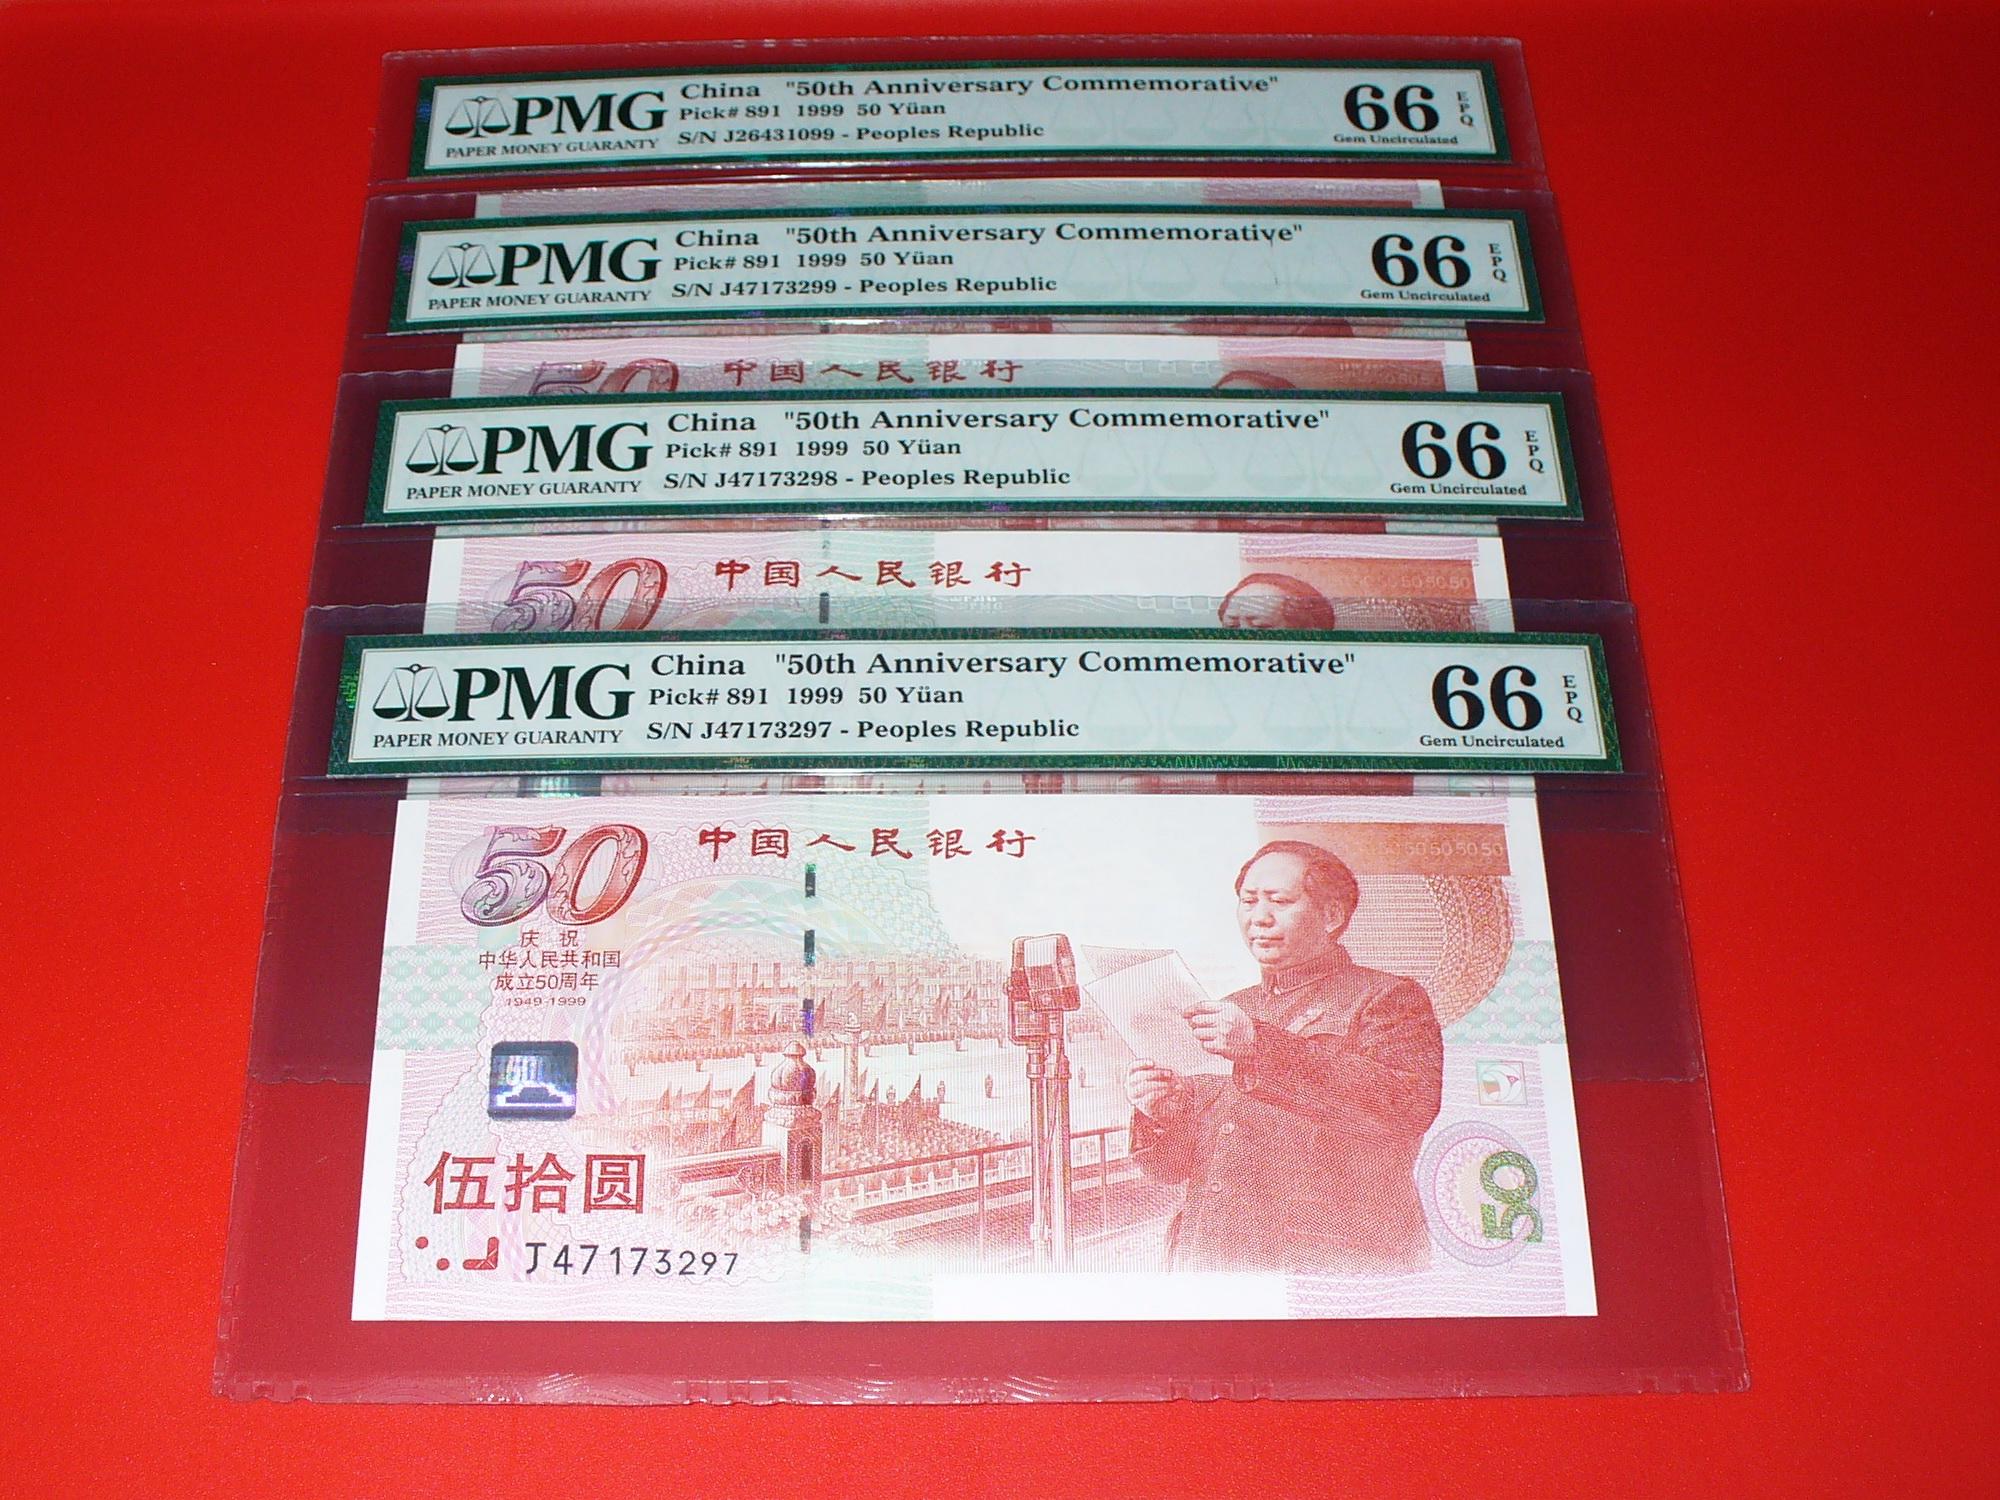 PMG
PAPER MONEY GUARANTY
China "50th Anniversary Commemorative"
Pick# 891 1999 50 Yüan
S/N J26431099 - Peoples Republic
66
EPQ
Gem Uncirculated
PMG
PAPER MONEY GUARANTY
China "50th Anniversary Commemorative"
Pick# 891 1999 50 Yüan
S/N J47173299 - Peoples Republic
66
EPQ
Gem Uncirculated
50 中国人民银行
PMG
PAPER MONEY GUARANTY
China "50th Anniversary Commemorative"
Pick# 891 1999 50 Yüan
S/N J47173298 - Peoples Republic
66
EPQ
Gem Uncirculated
50 中国人民银行
PMG
PAPER MONEY GUARANTY
China "50th Anniversary Commemorative"
Pick# 891 1999 50 Yüan
S/N J47173297 - Peoples Republic
66
EPQ
Gem Uncirculated
50 中国人民银行
50 50 50 50
庆祝
中华人民共和国
成立50周年
1949-1999
伍拾圆
50
J47173297